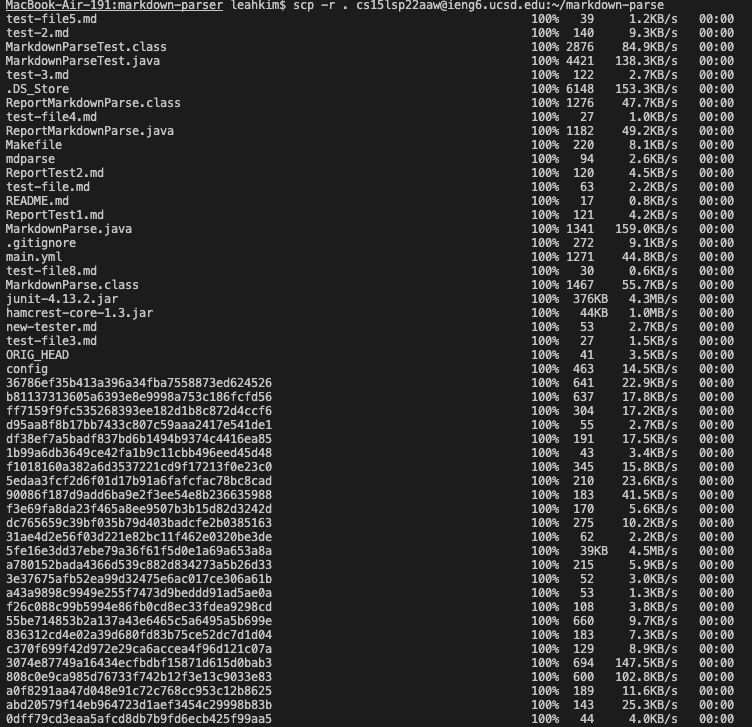 MacBook-Air-191:markdown-parser leahkim$ scp -r . cs15lsp22aaw@ieng6.ucsd.edu:~/markdown-parse
test-file5.md 100% 39 1.2KB/s 00:00
test-2.md 100% 140 9.3KB/s 00:00
MarkdownParseTest.class 100% 2876 84.9KB/s 00:00
MarkdownParseTest.java 100% 4421 138.3KB/s 00:00
test-3.md 100% 122 2.7KB/s 00:00
.DS_Store 100% 6148 153.3KB/s 00:00
ReportMarkdownParse.class 100% 1276 47.7KB/s 00:00
test-file4.md 100% 27 1.0KB/s 00:00
ReportMarkdownParse.java 100% 1182 49.2KB/s 00:00
Makefile 100% 220 8.1KB/s 00:00
mdparse 100% 94 2.6KB/s 00:00
ReportTest2.md 100% 120 4.5KB/s 00:00
test-file.md 100% 63 2.2KB/s 00:00
README.md 100% 17 0.8KB/s 00:00
ReportTest1.md 100% 121 4.2KB/s 00:00
MarkdownParse.java 100% 1341 159.0KB/s 00:00
.gitignore 100% 272 9.1KB/s 00:00
main.yml 100% 1271 44.8KB/s 00:00
test-file8.md 100% 30 0.6KB/s 00:00
MarkdownParse.class 100% 1467 55.7KB/s 00:00
junit-4.13.2.jar 100% 376KB 4.3MB/s 00:00
hamcrest-core-1.3.jar 100% 44KB 1.0MB/s 00:00
new-tester.md 100% 53 2.7KB/s 00:00
test-file3.md 100% 27 1.5KB/s 00:00
ORIG_HEAD 100% 41 3.5KB/s 00:00
config 100% 463 14.5KB/s 00:00
36786ef35b413a396a34fba7558873ed624526 100% 641 22.9KB/s 00:00
b81137313605a6393e8e9998a753c186fcfd56 100% 637 17.8KB/s 00:00
ff7159f9fc535268393ee182d1b8c872d4ccf6 100% 304 17.2KB/s 00:00
d95aa8f8b17bb7433c807c59aaa2417e541de1 100% 55 2.7KB/s 00:00
df38ef7a5badf837bd6b1494b9374c4416ea85 100% 191 17.5KB/s 00:00
1b99a6db3649ce42fa1b9c11cbb496eed45d48 100% 43 3.4KB/s 00:00
f1018160a382a6d3537221cd9f17213f0e23c0 100% 345 15.8KB/s 00:00
5edaa3fcf2d6f01d17b91a6fafcfac78bc8cad 100% 210 23.6KB/s 00:00
90086f187d9add6ba9e2f3ee54e8b236635988 100% 183 41.5KB/s 00:00
f3e69fa8da23f465a8ee9507b3b15d82d3242d 100% 170 5.6KB/s 00:00
dc765659c39bf035b79d403badcfe2b0385163 100% 275 10.2KB/s 00:00
31ae4d2e56f03d221e82bc11f462e0320be3de 100% 62 2.2KB/s 00:00
5fe16e3dd37ebe79a36f61f5d0e1a69a653a8a 100% 39KB 4.5MB/s 00:00
a780152bada4366d539c882d834273a5b26d33 100% 215 5.9KB/s 00:00
3e37675afb52ea99d32475e6ac017ce306a61b 100% 52 3.0KB/s 00:00
a43a9898c9949e255f7473d9beddd91ad5ae0a 100% 53 1.3KB/s 00:00
f26c088c99b5994e86fb0cd8ec33fdea9298cd 100% 108 3.8KB/s 00:00
55be714853b2a137a43e6465c5a6495a5b699e 100% 660 9.7KB/s 00:00
836312cd4e02a39d680fd83b75ce52dc7d1d04 100% 183 7.3KB/s 00:00
c370f699f42d972e29ca6accea4f96d121c07a 100% 129 8.9KB/s 00:00
3074e87749a16434ecfbdbf15871d615d0bab3 100% 694 147.5KB/s 00:00
808c0e9ca985d76733f742b12f3e13c9033e83 100% 600 102.8KB/s 00:00
a0f8291aa47d048e91c72c768cc953c12b8625 100% 189 11.6KB/s 00:00
abd20579f14eb964723d1aef3454c29998b83b 100% 143 25.3KB/s 00:00
0dff79cd3eaa5afcd8db7b9fd6ecb425f99aa5 100% 44 4.0KB/s 00:00